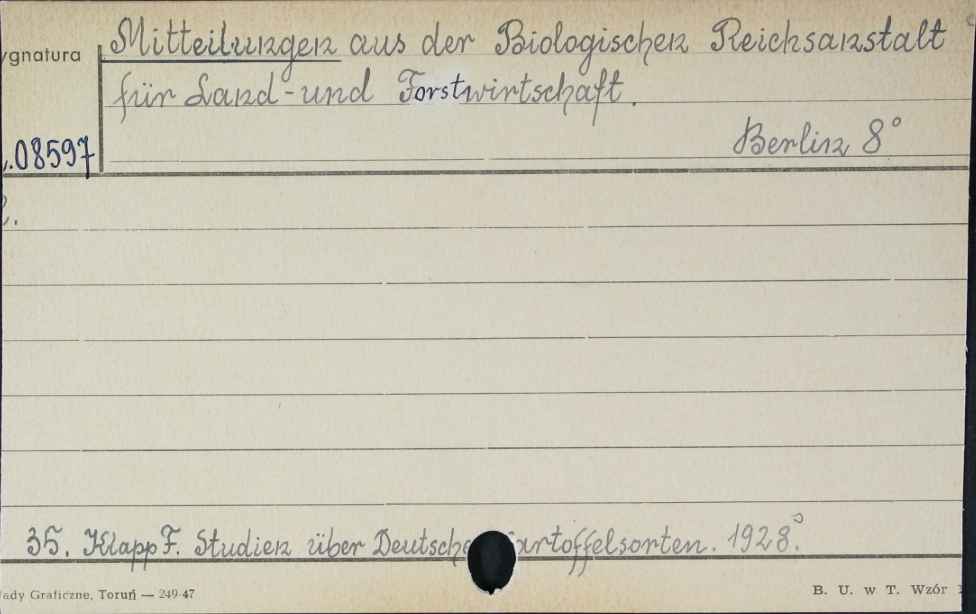 ygnatura
Mitteilungen aus der Biologischen Reichsanstalt
für Land-und Forstwirtschaft.
08597
Berlin 8°
35. Klapp F. Studien über Deutsche artoffelsorten. 1928.
ady Graficzne, Toruń — 249-47
B. U. w T. Wzór